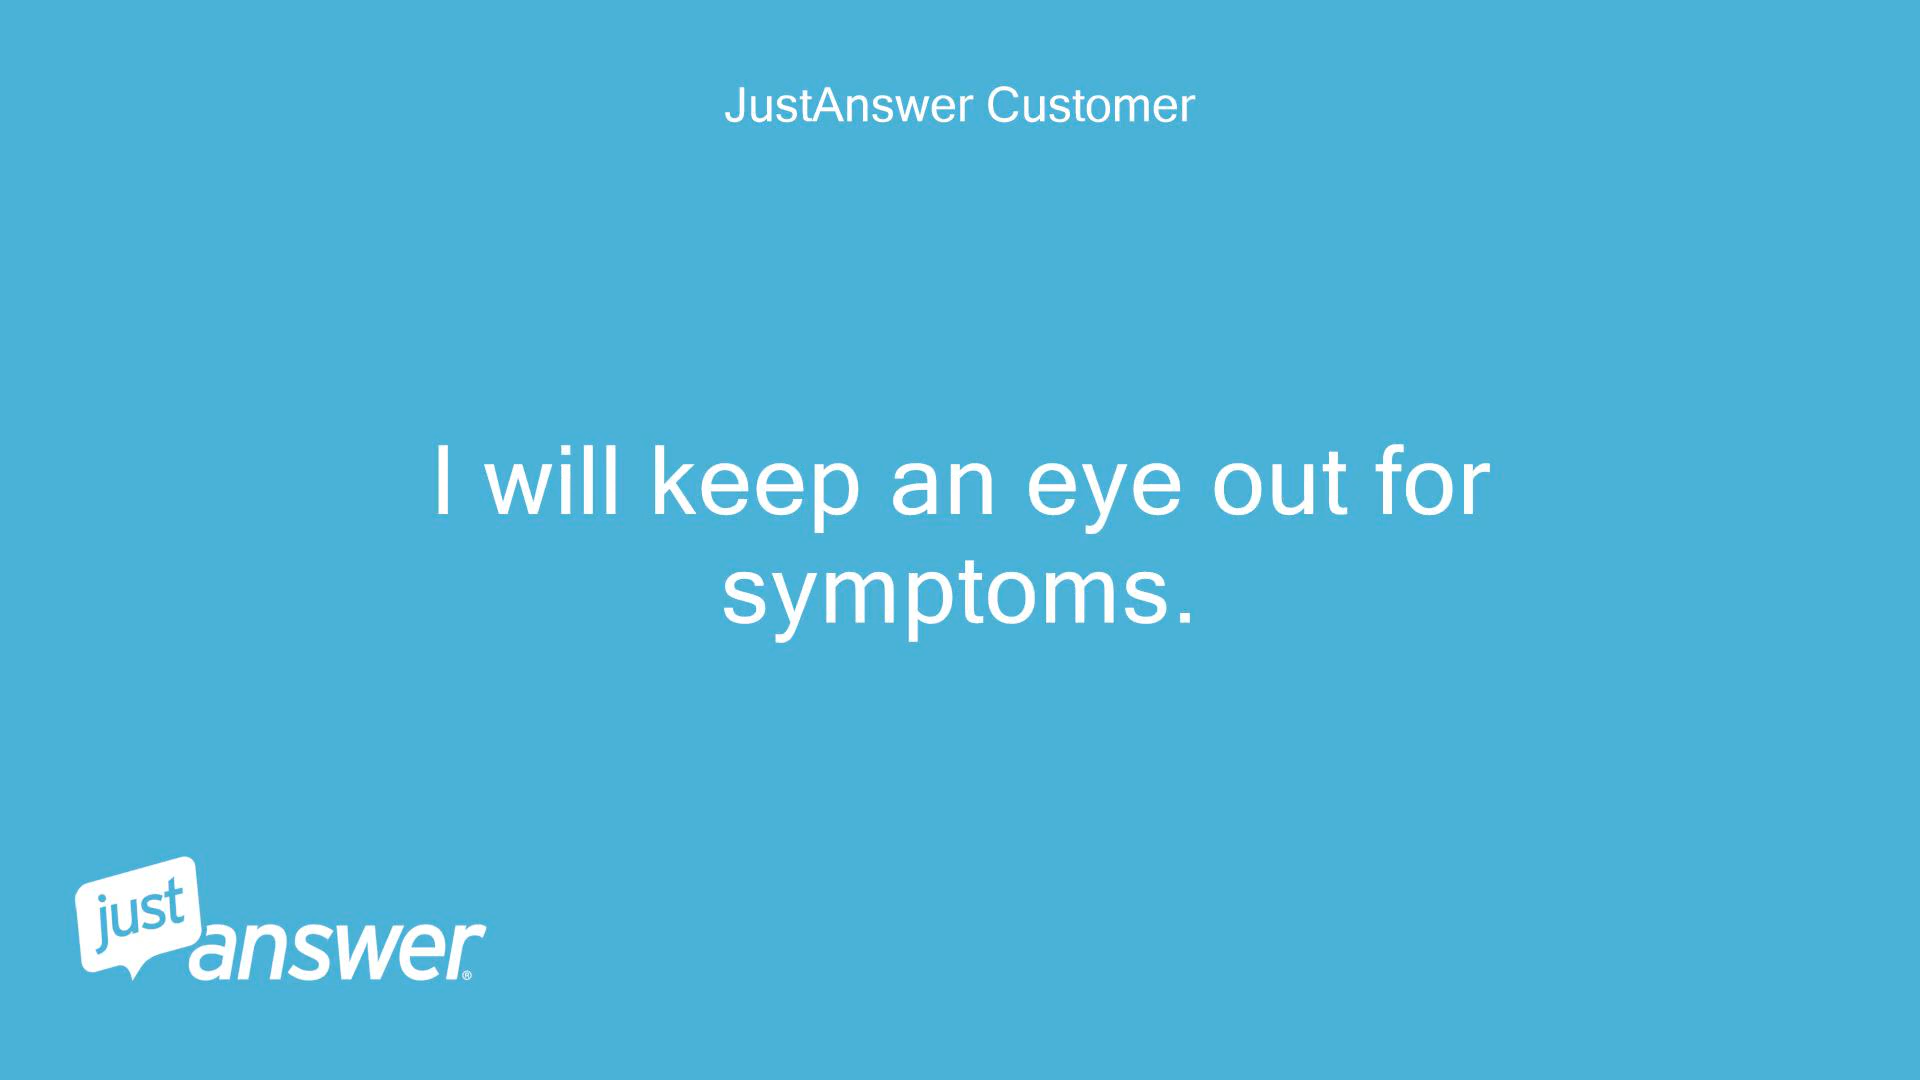 JustAnswer Customer
I will keep an eye out for
symptoms.
just
answer®